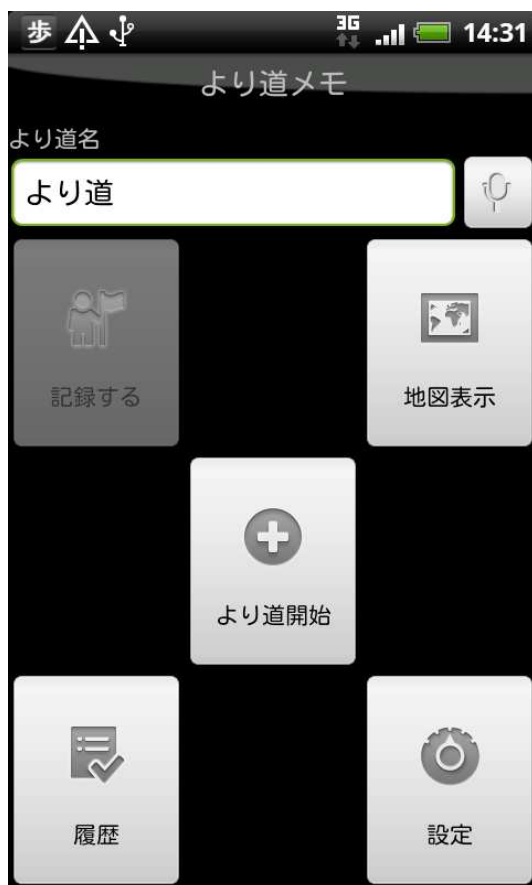 歩 3G 14:31
より道メモ
より道名
より道
記録する
地図表示
より道開始
履歴
設定